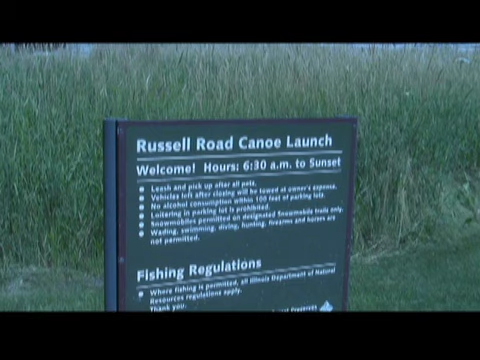 Russell Road Canoe Launch
Welcome! Hours: 6:30 a.m. to Sunset
Leash and pick up after all pets.
Vehicles left after closing will be towed at owner's expense.
No alcohol consumption within 100 feet of parking lots.
Loitering in parking lot is prohibited.
Snowmobiles permitted on designated Snowmobile trails only.
Wading, swimming, diving, hunting, firearms and horses are
not permitted.
Fishing Regulations
Where fishing is permitted, all Illinois Department of Natural
Resources regulations apply.
Thank you.
Forest Preserves